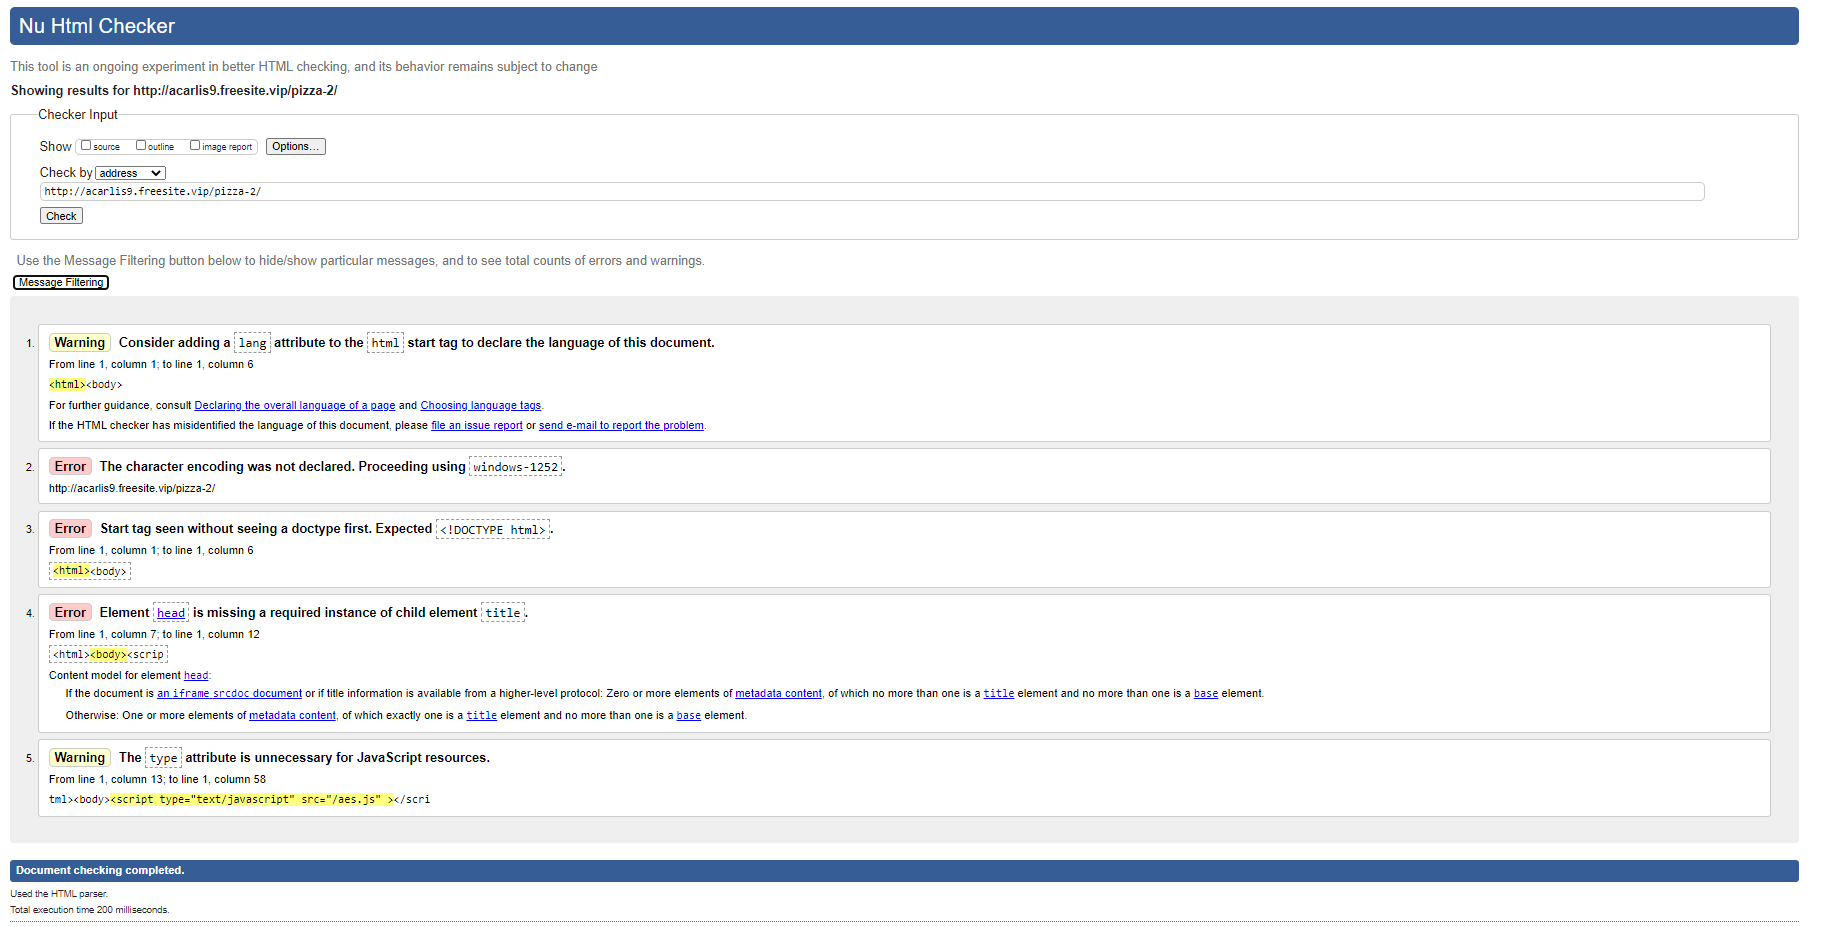 Nu Html Checker
This tool is an ongoing experiment in better HTML checking, and its behavior remains subject to change
Showing results for http://acarlis9.freesite.vip/pizza-2/
Checker Input
Show source outline image report Options...
Check by address
http://acarlis9.freesite.vip/pizza-2/
Check
Use the Message Filtering button below to hide/show particular messages, and to see total counts of errors and warnings.
Message Filtering
1. Warning Consider adding a lang attribute to the html start tag to declare the language of this document.
From line 1, column 1; to line 1, column 6
<html><body>
For further guidance, consult Declaring the overall language of a page and Choosing language tags.
If the HTML checker has misidentified the language of this document, please file an issue report or send e-mail to report the problem.
2. Error The character encoding was not declared. Proceeding using windows-1252.
http://acarlis9.freesite.vip/pizza-2/
3. Error Start tag seen without seeing a doctype first. Expected <!DOCTYPE html>.
From line 1, column 1; to line 1, column 6
<html><body>
4. Error Element head is missing a required instance of child element title.
From line 1, column 7; to line 1, column 12
<html><body><scrip
Content model for element head:
If the document is an iframe srcdoc document or if title information is available from a higher-level protocol: Zero or more elements of metadata content, of which no more than one is a title element and no more than one is a base element.
Otherwise: One or more elements of metadata content, of which exactly one is a title element and no more than one is a base element.
5. Warning The type attribute is unnecessary for JavaScript resources.
From line 1, column 13; to line 1, column 58
tml><body><script type="text/javascript" src="/aes.js" ></scri
Document checking completed.
Used the HTML parser.
Total execution time 200 milliseconds.